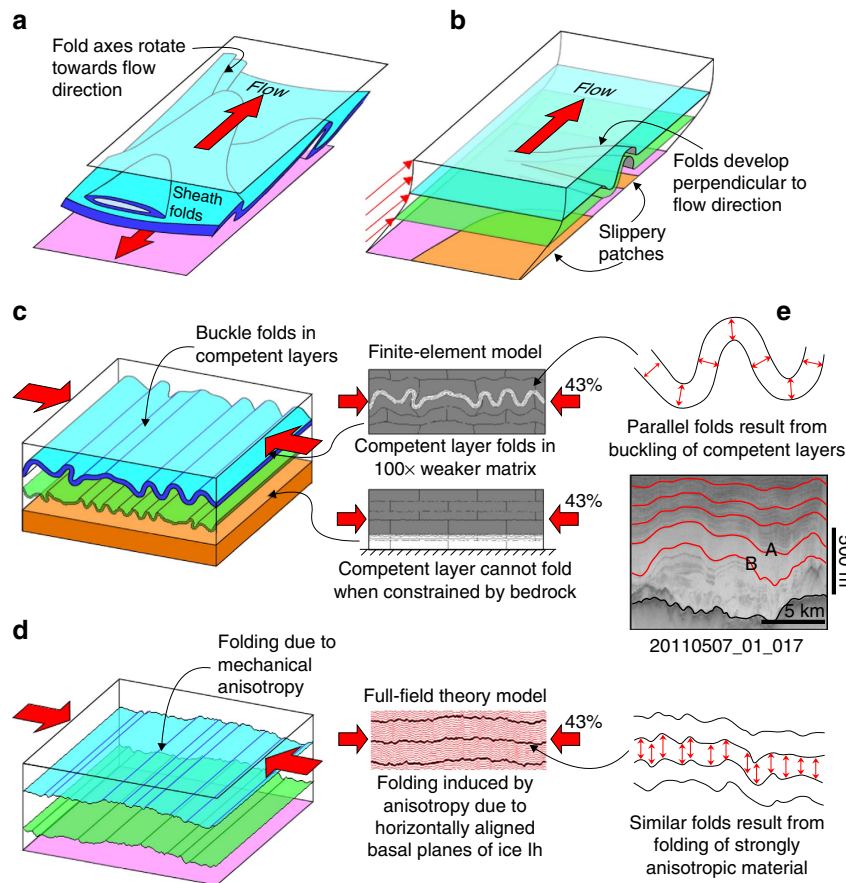 a
Fold axes rotate
towards flow
direction
Flow
Sheath
folds
b
Flow
Folds develop
perpendicular to
flow direction
Slippery
patches
c
Buckle folds in
competent layers
Finite-element model
43%
Competent layer folds in
100× weaker matrix
43%
Competent layer cannot fold
when constrained by bedrock
e
Parallel folds result from
buckling of competent layers
A
B
5 km
20110507_01_017
d
Folding due to
mechanical
anisotropy
Full-field theory model
43%
Folding induced by
anisotropy due to
horizontally aligned
basal planes of ice Ih
Similar folds result from
folding of strongly
anisotropic material